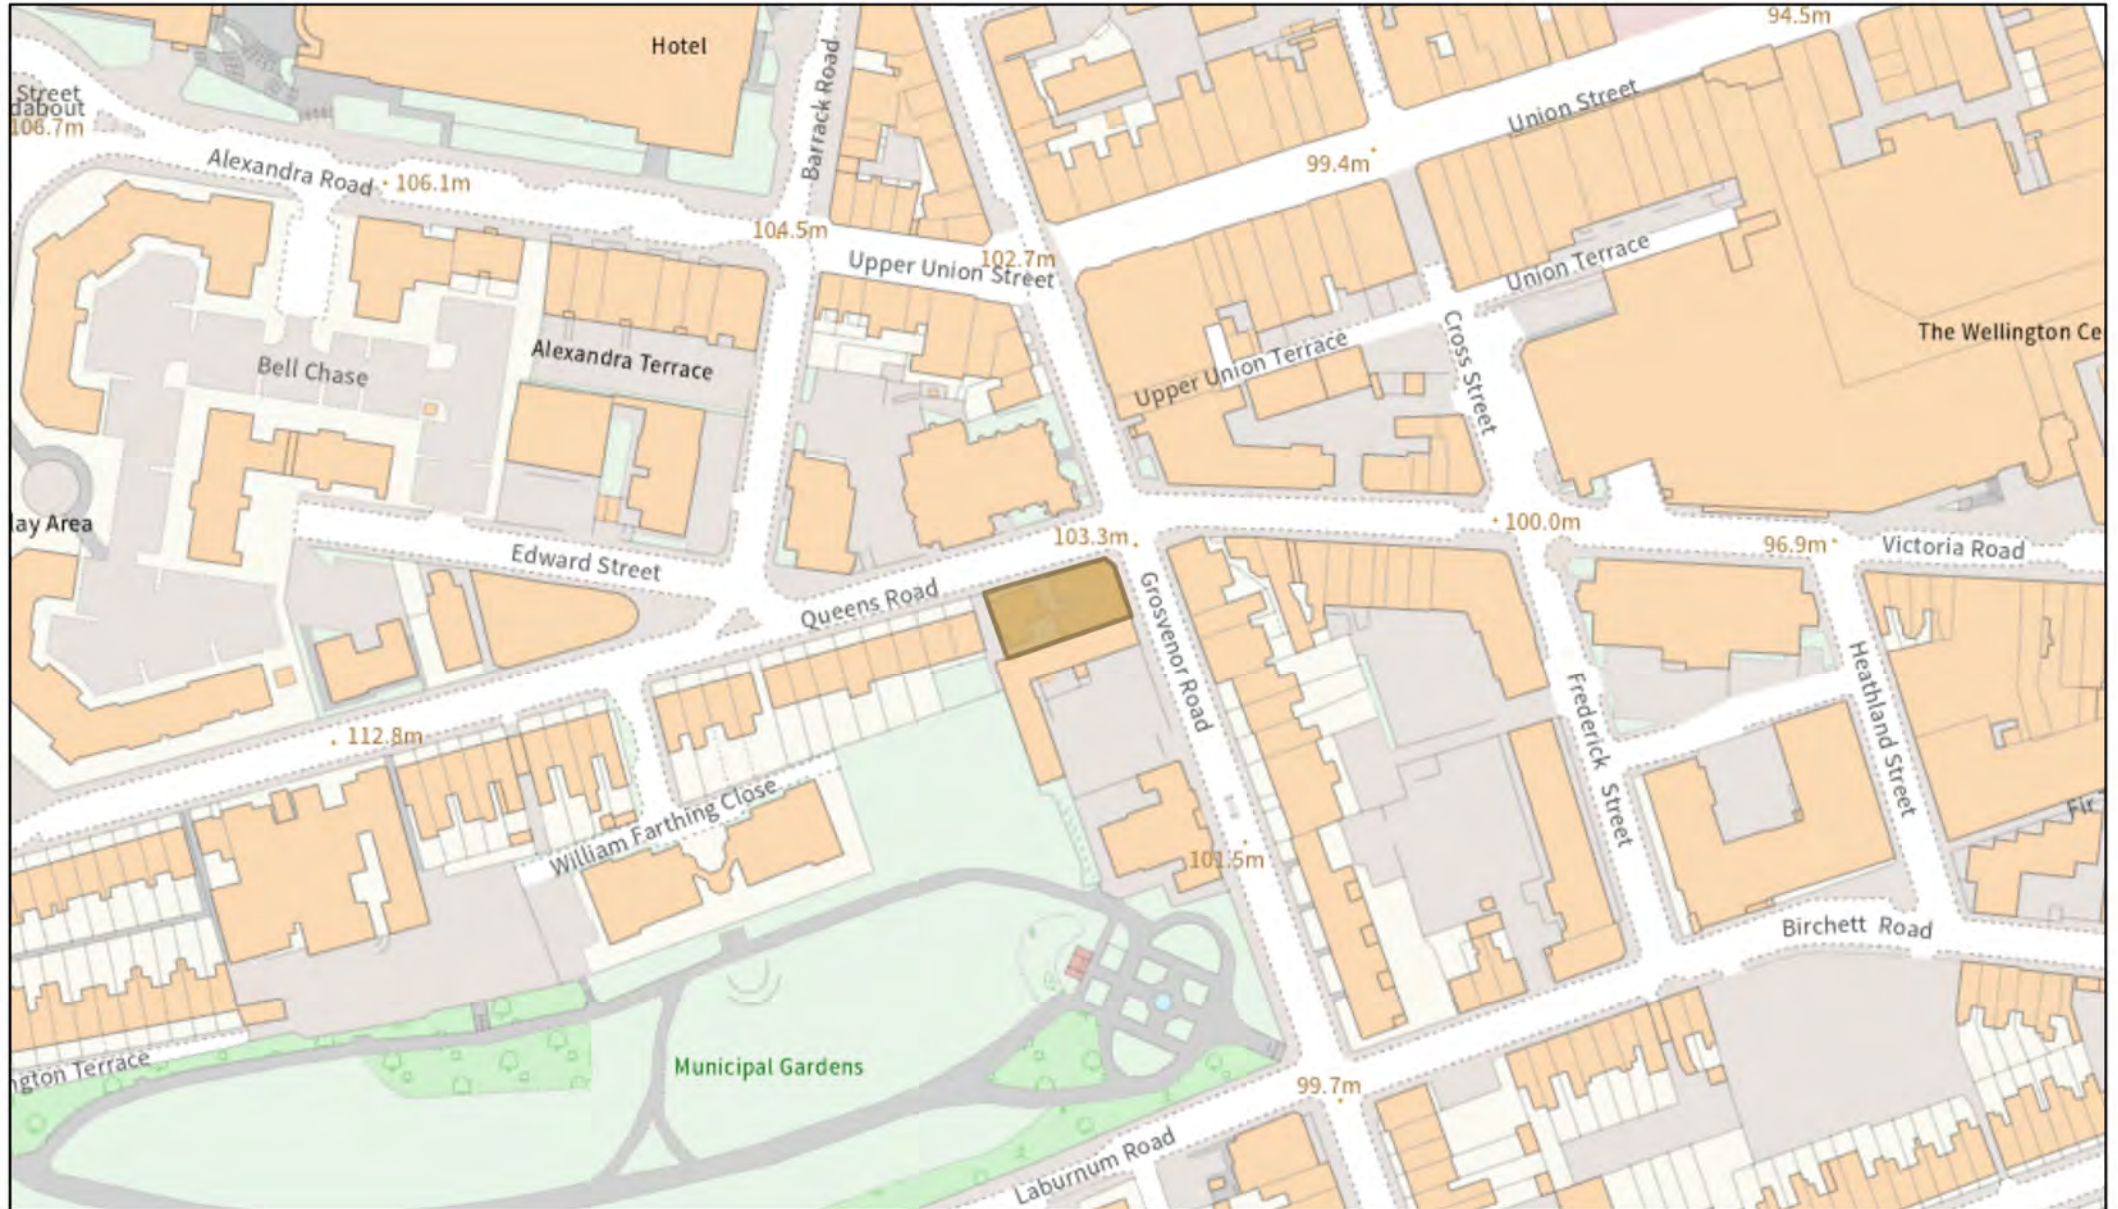 94.5m
Hotel
Barrack Road
Street
dabout
106.7m
Union Street
Alexandra Road
106.1m
99.4m
104.5m
102.7m
Upper Union Street
Union Terrace
The Wellington Ce
Alexandra Terrace
Bell Chase
Upper Union Terrace
Cross Street
lay Area
103.3m
100.0m
96.9m
Victoria Road
Edward Street
Queens Road
Grosvenor Road
Frederick Street
Heathland Street
112.8m
William Farthing Close
Fir
101.5m
Birchett Road
Municipal Gardens
ngton Terrace
99.7m
Laburnum Road